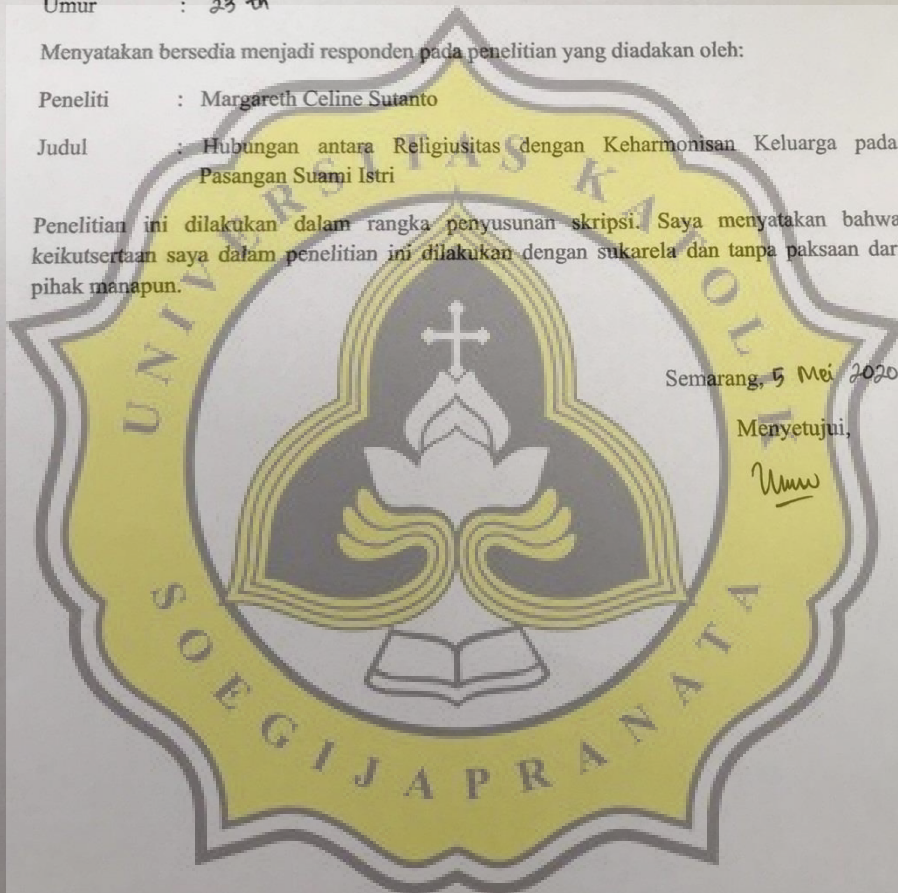 Umur : 23 th
Menyatakan bersedia menjadi responden pada penelitian yang diadakan oleh:
Peneliti : Margareth Celine Sutanto
Judul : Hubungan antara Religiusitas dengan Keharmonisan Keluarga pada
Pasangan Suami Istri
Penelitian ini dilakukan dalam rangka penyusunan skripsi. Saya menyatakan bahwa
keikutsertaan saya dalam penelitian ini dilakukan dengan sukarela dan tanpa paksaan dar
pihak manapun.
Semarang, 5 Mei 2020
Menyetujui,
UNIVERSITAS KATOLIK
SOEGIJAPRANATA